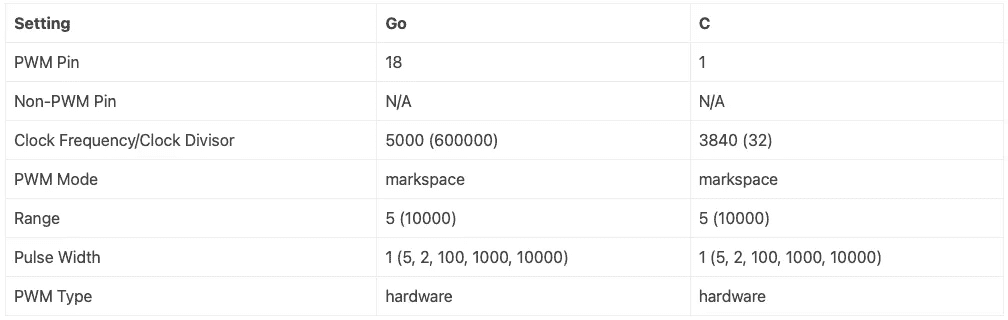 Setting Go C
PWM Pin 18 1
Non-PWM Pin N/A N/A
Clock Frequency/Clock Divisor 5000 (600000) 3840 (32)
PWM Mode markspace markspace
Range 5 (10000) 5 (10000)
Pulse Width 1 (5, 2, 100, 1000, 10000) 1 (5, 2, 100, 1000, 10000)
PWM Type hardware hardware